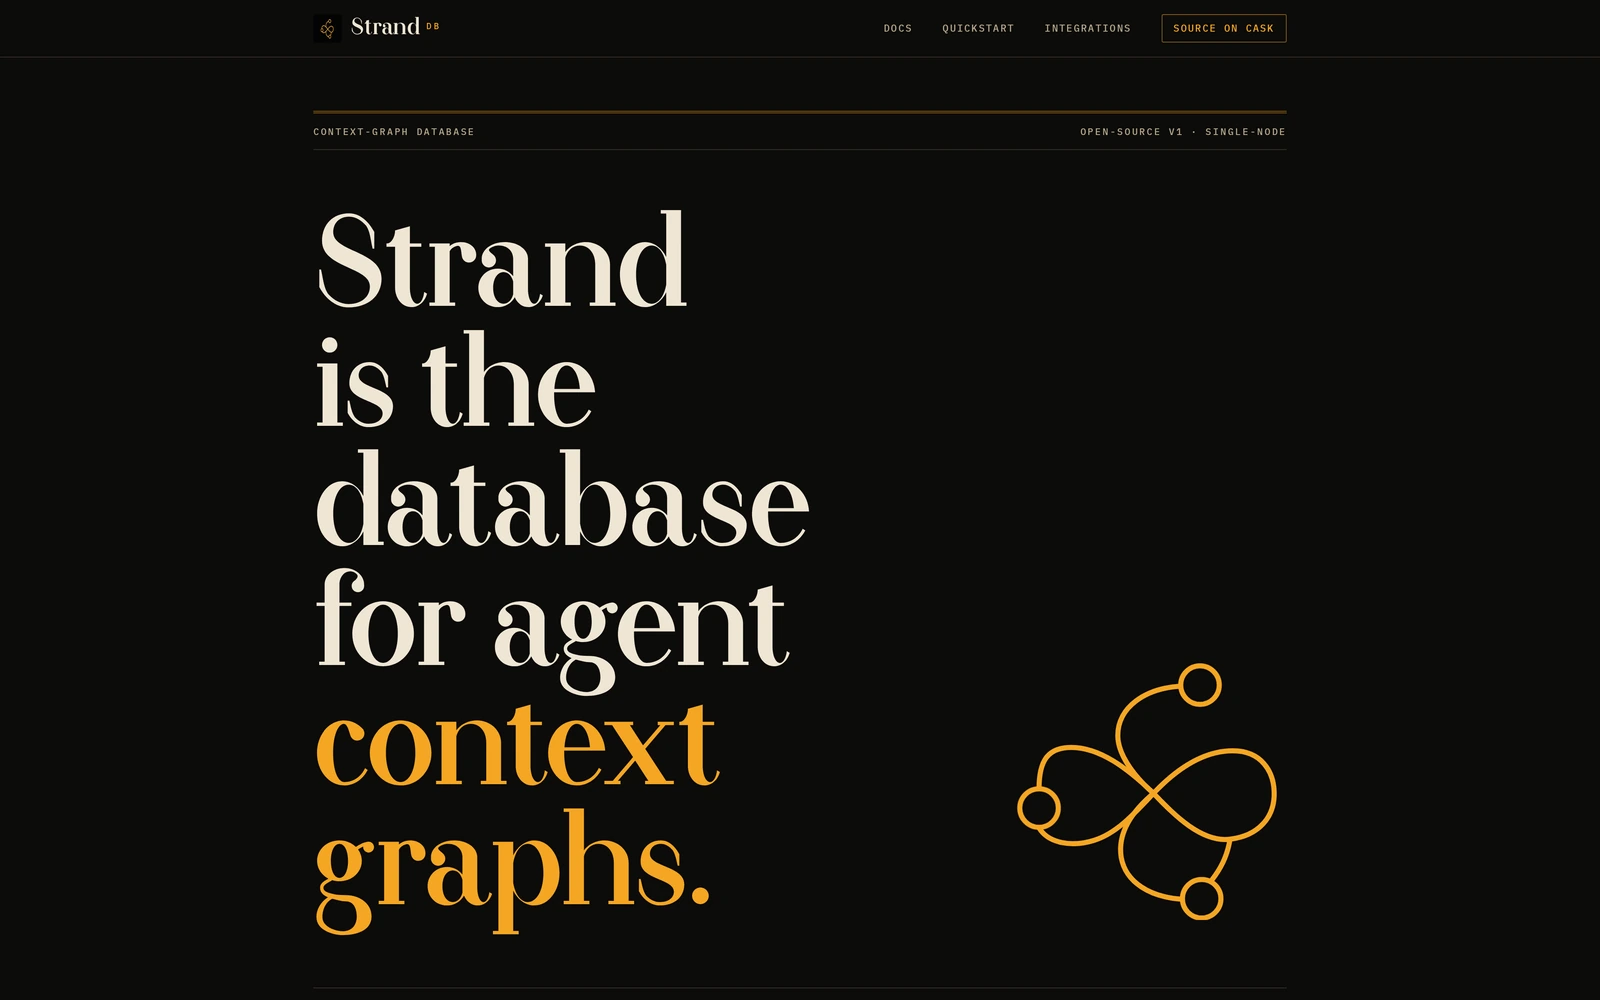 Strand DB
DOCS QUICKSTART INTEGRATIONS SOURCE ON CASK
CONTEXT-GRAPH DATABASE
OPEN-SOURCE V1 · SINGLE-NODE
Strand
is the
database
for agent
context
graphs.